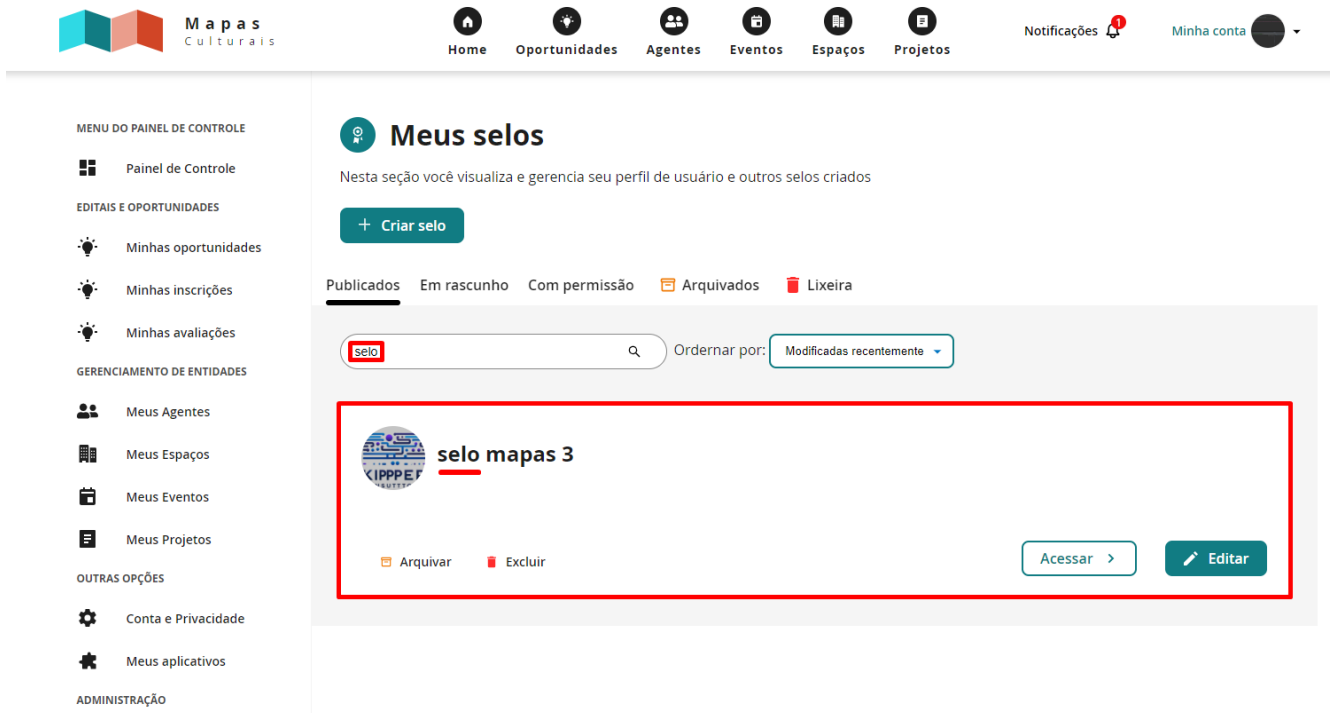 Mapas
Culturais
Home
Oportunidades
Agentes
Eventos
Espaços
Projetos
Notificações
1
Minha conta
MENU DO PAINEL DE CONTROLE
Painel de Controle
EDITAIS E OPORTUNIDADES
Minhas oportunidades
Minhas inscrições
Minhas avaliações
GERENCIAMENTO DE ENTIDADES
Meus Agentes
Meus Espaços
Meus Eventos
Meus Projetos
OUTRAS OPÇÕES
Conta e Privacidade
Meus aplicativos
ADMINISTRAÇÃO
Meus selos
Nesta seção você visualiza e gerencia seu perfil de usuário e outros selos criados
+ Criar selo
Publicados Em rascunho Com permissão Arquivados Lixeira
selo
Ordernar por: Modificadas recentemente
KIPPPER
selo mapas 3
Arquivar Excluir
Acessar >
Editar